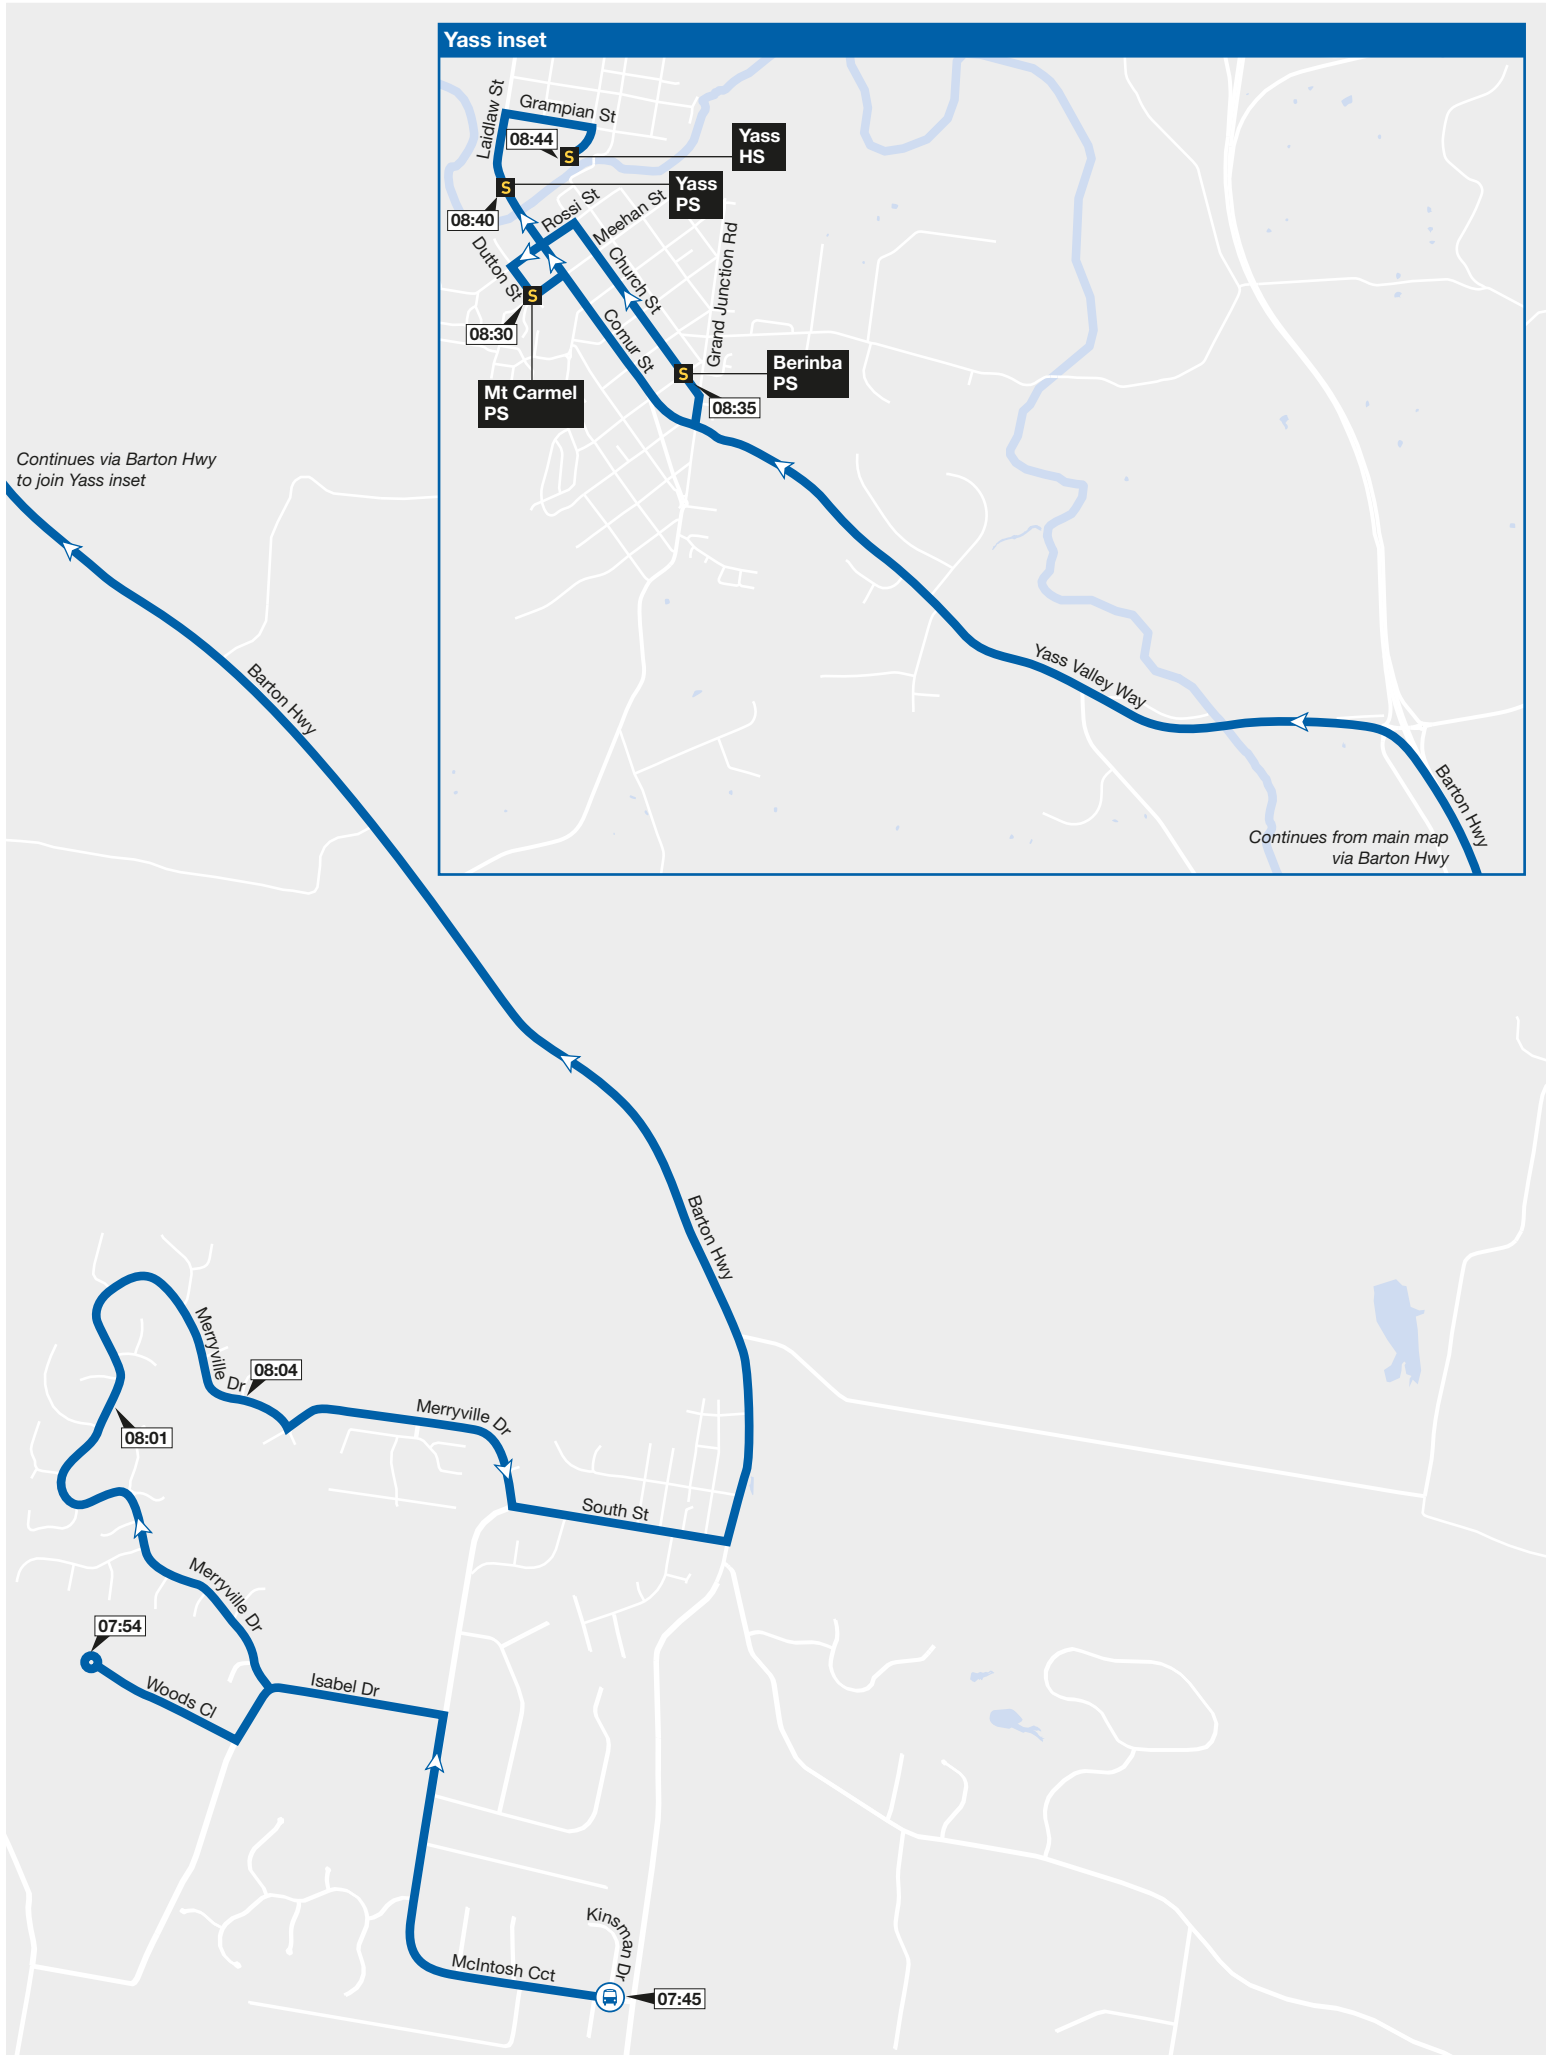 Yass inset
Laidlaw St
Grampian St
08:44
Yass
HS
Yass
PS
08:40
Rossi St
Meehan St
Dutton St
Church St
Grand Junction Rd
08:30
Comur St
Berinba
PS
Mt Carmel
PS
08:35
Continues via Barton Hwy
to join Yass inset
Barton Hwy
Yass Valley Way
Barton Hwy
Continues from main map
via Barton Hwy
Barton Hwy
Merryville Dr
08:04
Merryville Dr
08:01
South St
Merryville Dr
07:54
Woods Cl
Isabel Dr
Kinsman Dr
McIntosh Cct
07:45
S
S
S
S